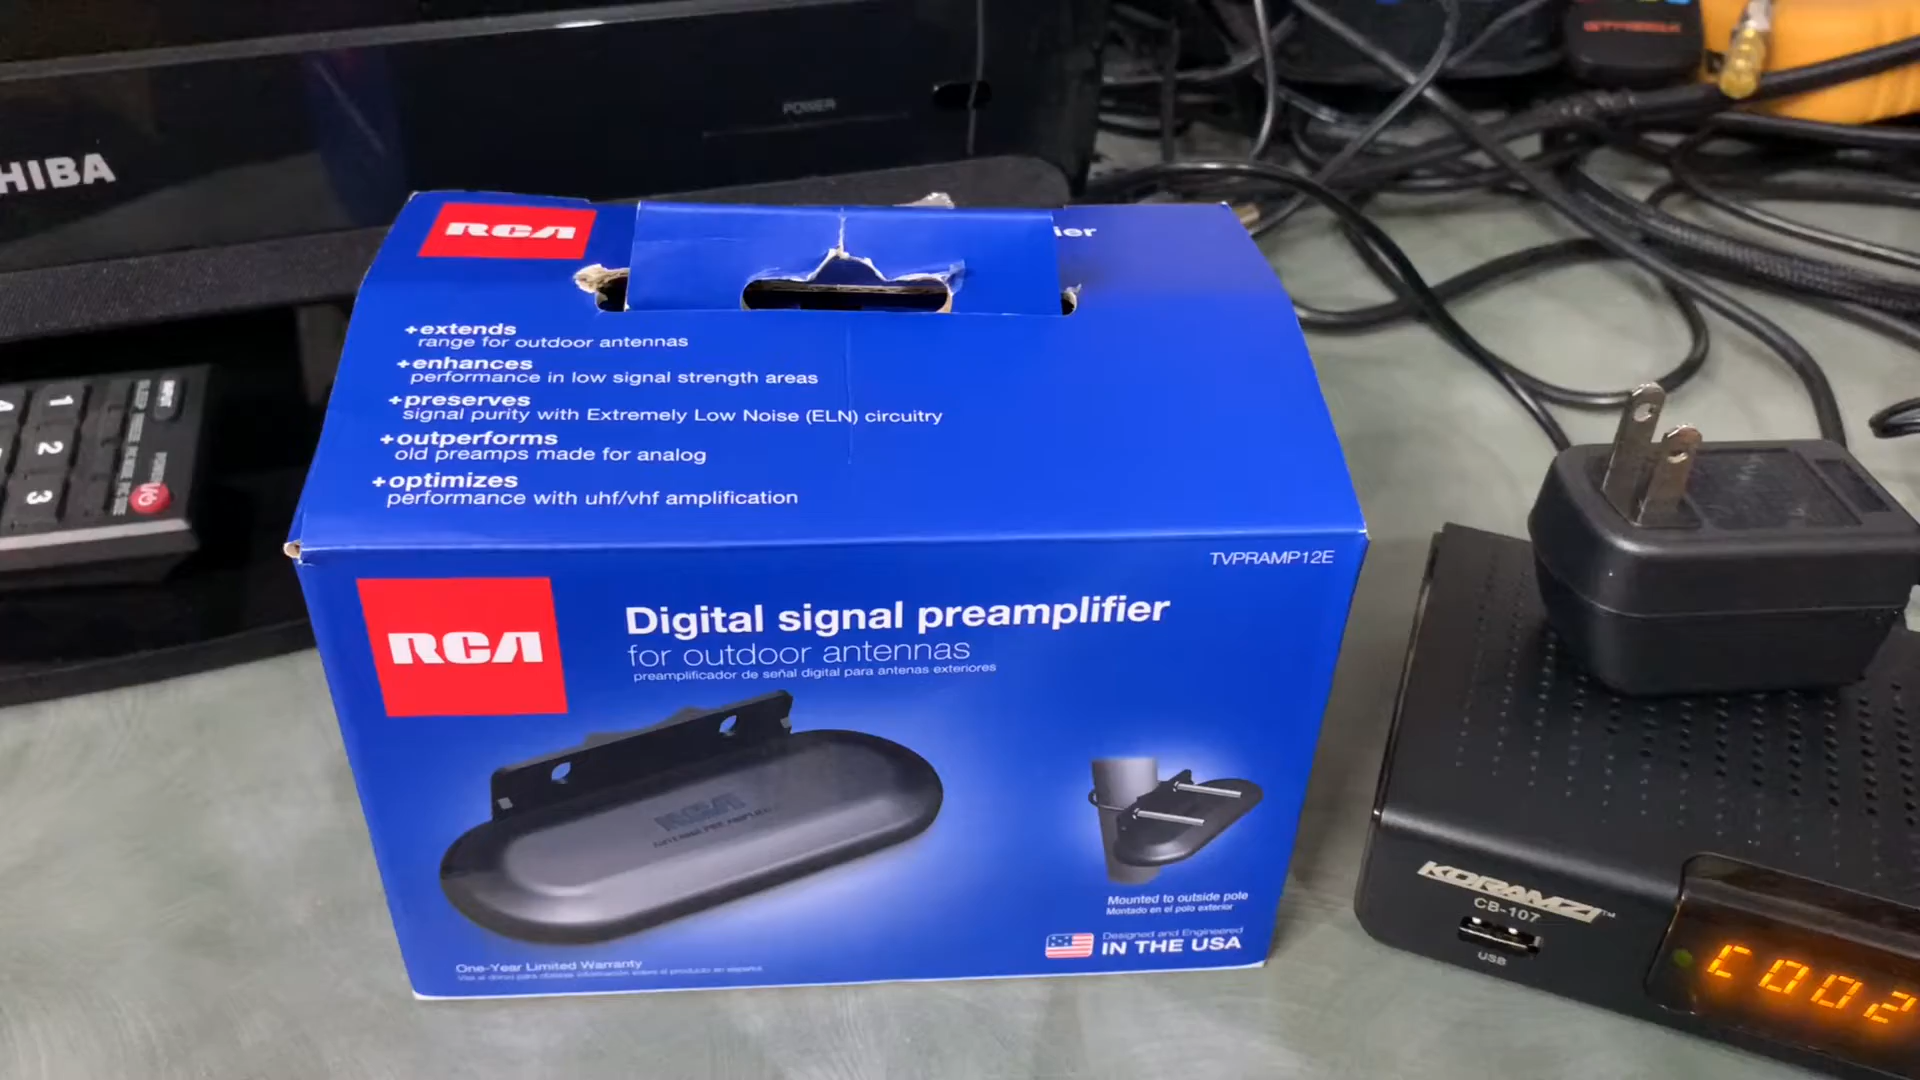 HIBA
POWER
RCA
ier
+extends
range for outdoor antennas
+enhances
performance in low signal strength areas
+preserves
signal purity with Extremely Low Noise (ELN) circuitry
+outperforms
old preamps made for analog
+optimizes
performance with uhf/vhf amplification
TVPRAMP12E
RCA
Digital signal preamplifier
for outdoor antennas
preamplificador de señal digital para antenas exteriores
RCA
Mounted to outside pole
Montado en el polo exterior
Designed and Engineered
IN THE USA
One-Year Limited Warranty
1
2
3
INPUT
SLEEP
POWER
KORAMZI™
CB-107
USB
C002